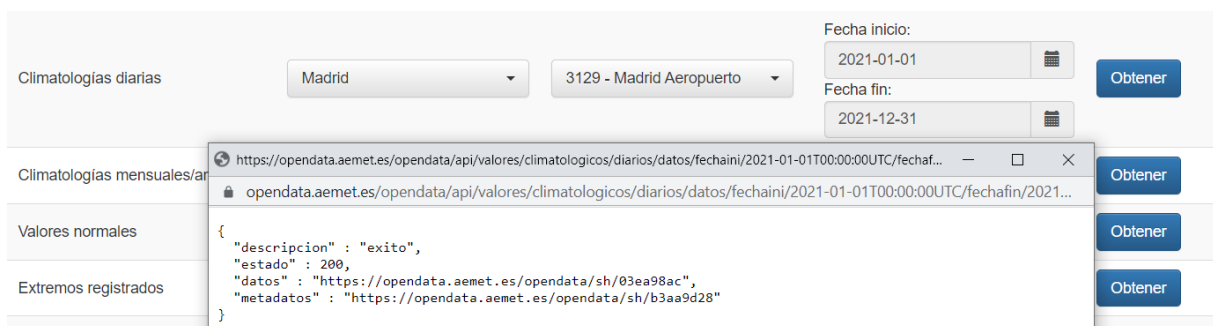 Fecha inicio:
Climatologías diarias
Madrid
3129 - Madrid Aeropuerto
2021-01-01
Obtener
Fecha fin:
2021-12-31
https://opendata.aemet.es/opendata/api/valores/climatologicos/diarios/datos/fechaini/2021-01-01T00:00:00UTC/fechaf...
Climatologías mensuales/an
Obtener
opendata.aemet.es/opendata/api/valores/climatologicos/diarios/datos/fechaini/2021-01-01T00:00:00UTC/fechafin/2021...
Valores normales
Obtener
{
"descripcion" : "exito",
"estado" : 200,
"datos" : "https://opendata.aemet.es/opendata/sh/03ea98ac",
"metadatos" : "https://opendata.aemet.es/opendata/sh/b3aa9d28"
}
Extremos registrados
Obtener